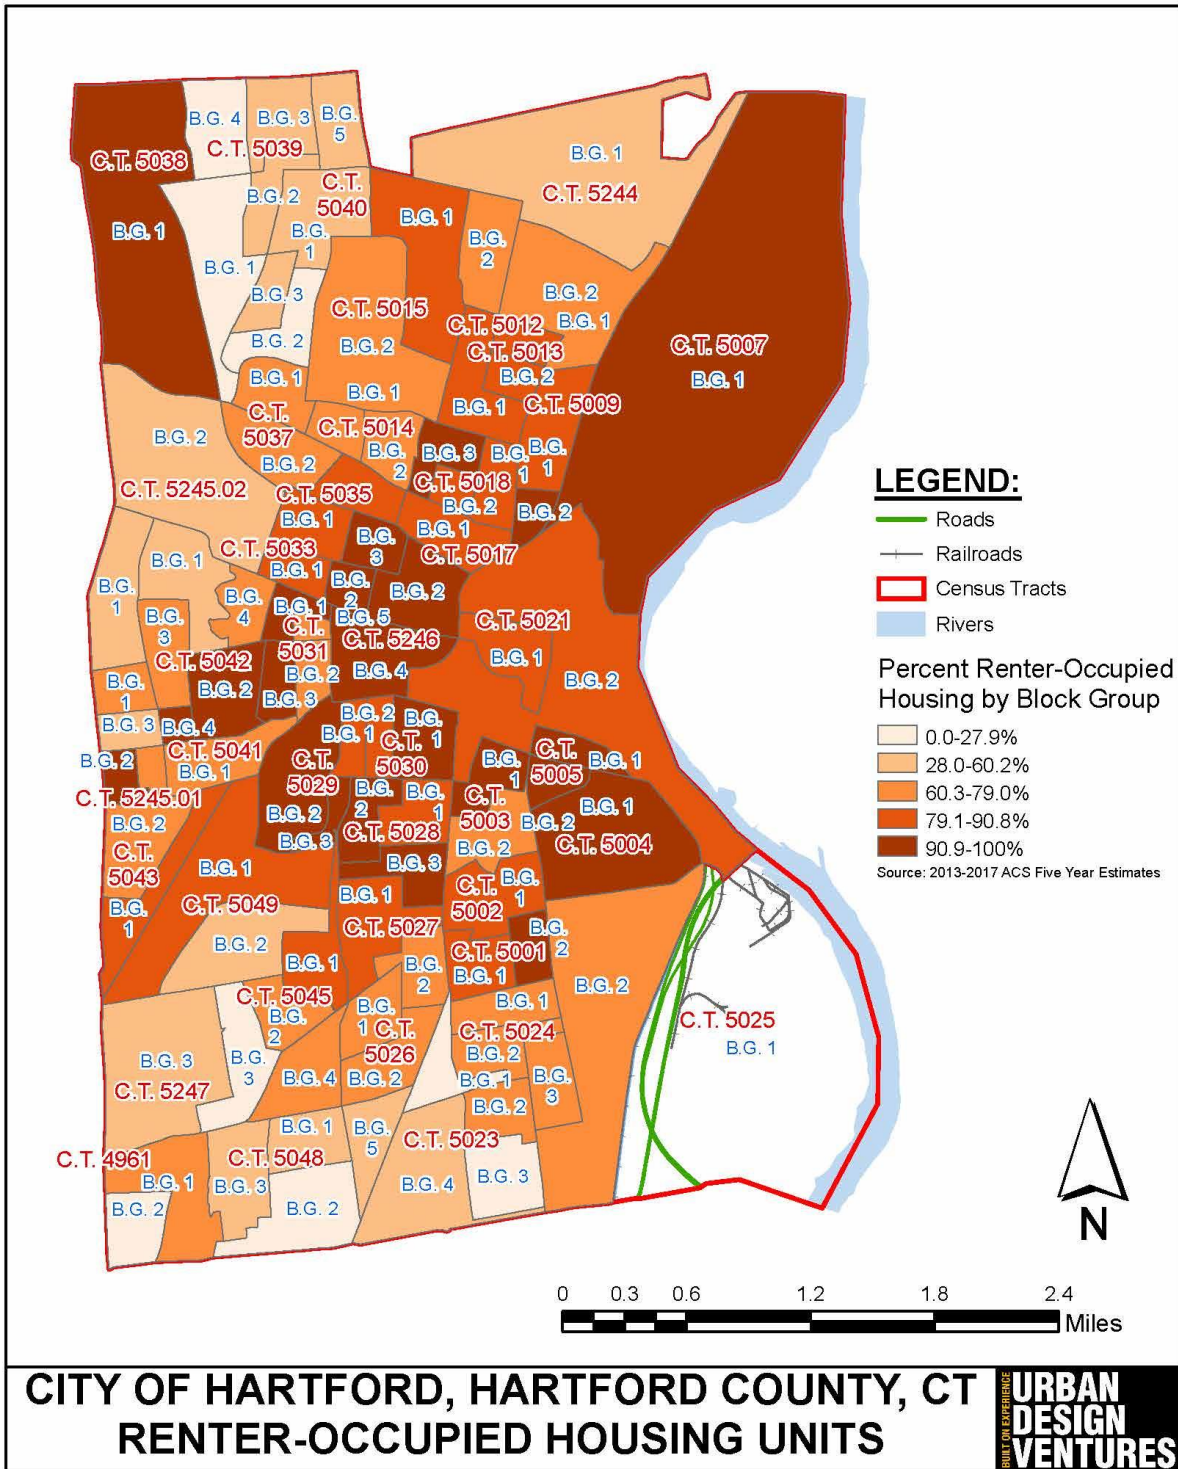 B.G. 4
B.G. 3
B.G.
5
C.T. 5039
C.T. 5038
B.G. 1
C.T. 5244
C.T.
5040
B.G. 2
B.G. 1
B.G. 1
B.G.
1
B.G.
2
B.G. 1
B.G. 3
B.G. 2
C.T. 5015
B.G. 2
B.G. 1
C.T. 5012
B.G. 2
B.G. 1
C.T. 5013
C.T. 5007
B.G. 1
B.G. 2
B.G. 1
B.G. 1
C.T. 5009
B.G. 1
C.T.
5037
B.G. 2
C.T. 5014
B.G.
2
B.G. 2
C.T. 5245.02
B.G. 3
B.G.
1
B.G.
1
C.T. 5018
B.G. 2
B.G. 2
C.T. 5035
B.G. 1
B.G. 1
C.T. 5017
B.G.
3
C.T. 5033
B.G. 1
B.G. 1
B.G.
1
B.G.
3
B.G.
4
B.G. 1
B.G.
2
B.G. 2
B.G. 5
C.T.
5031
C.T. 5246
B.G. 4
C.T. 5021
B.G. 1
B.G. 2
C.T. 5042
B.G. 2
B.G. 2
B.G. 3
B.G.
1
B.G. 3
B.G. 4
C.T. 5041
B.G. 1
B.G. 2
C.T. 5245.01
B.G. 2
B.G. 1
B.G.
1
C.T.
5030
C.T.
5029
B.G. 2
B.G. 3
B.G.
2
B.G.
1
C.T. 5028
B.G. 3
B.G.
1
C.T.
5003
B.G. 2
C.T.
5005
B.G. 1
B.G. 1
B.G. 2
C.T. 5004
B.G. 2
C.T.
5043
B.G.
1
B.G. 1
C.T. 5049
B.G. 2
B.G. 1
C.T. 5027
B.G.
2
C.T.
5002
B.G.
1
C.T. 5001
B.G.
2
B.G. 1
B.G. 1
C.T. 5045
B.G.
2
B.G.
1
C.T.
5026
B.G. 2
B.G. 4
B.G. 1
C.T. 5024
B.G. 2
B.G. 1
B.G. 2
B.G.
3
B.G. 2
C.T. 5025
B.G. 1
B.G. 3
C.T. 5247
B.G.
3
C.T. 4961
B.G. 1
B.G. 2
B.G. 1
C.T. 5048
B.G. 3
B.G. 2
B.G.
5
C.T. 5023
B.G. 4
B.G. 3
LEGEND:
Roads
Railroads
Census Tracts
Rivers
Percent Renter-Occupied
Housing by Block Group
0.0-27.9%
28.0-60.2%
60.3-79.0%
79.1-90.8%
90.9-100%
Source: 2013-2017 ACS Five Year Estimates
N
0 0.3 0.6 1.2 1.8 2.4
Miles
CITY OF HARTFORD, HARTFORD COUNTY, CT
RENTER-OCCUPIED HOUSING UNITS
BUILT ON EXPERIENCE
URBAN
DESIGN
VENTURES